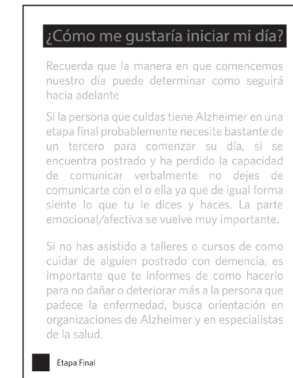 ¿Cómo me gustaría iniciar mi día?
Recuerda que la manera en que comencemos
nuestro día puede determinar como seguirá
hacia adelante
Si la persona que cuidas tiene Alzheimer en una
etapa final probablemente necesite bastante de
un tercero para comenzar su día, si se
encuentra postrado y ha perdido la capacidad
de comunicar verbalmente no dejes de
comunicarte con el o ella ya que de igual forma
siente lo que tu le dices y haces. La parte
emocional/afectiva se vuelve muy importante.
Si no has asistido a talleres o cursos de como
cuidar de alguien postrado con demencia, es
importante que te informes de como hacerlo
para no dañar o deteriorar más a la persona que
padece la enfermedad, busca orientación en
organizaciones de Alzheimer y en especialistas
de la salud.
Etapa Final